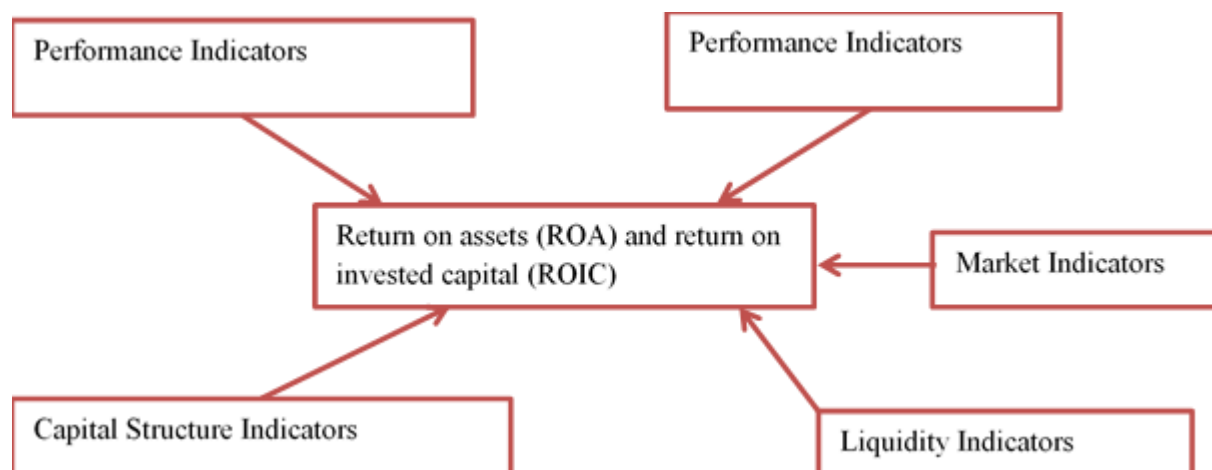 Performance Indicators
Performance Indicators
Return on assets (ROA) and return on
invested capital (ROIC)
Market Indicators
Capital Structure Indicators
Liquidity Indicators